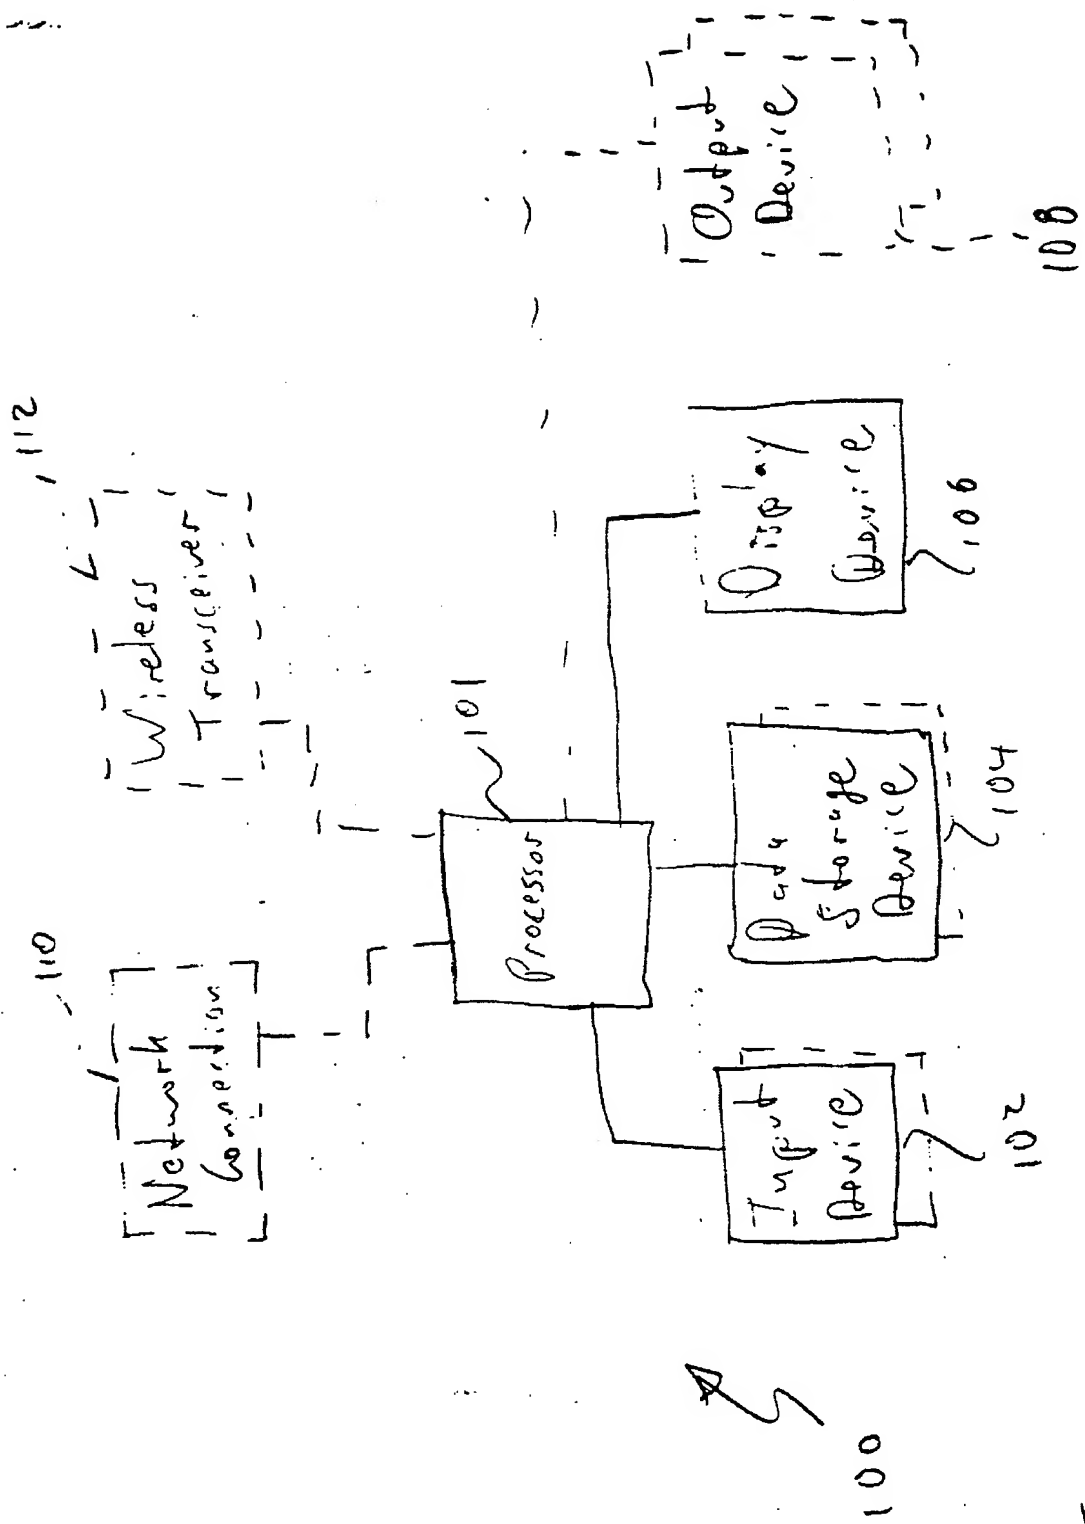 Network
Connection
110
Wireless
Transceiver
112
Processor
101
Input
Device
102
Data
Storage
Device
104
Display
Device
106
Output
Device
108
100